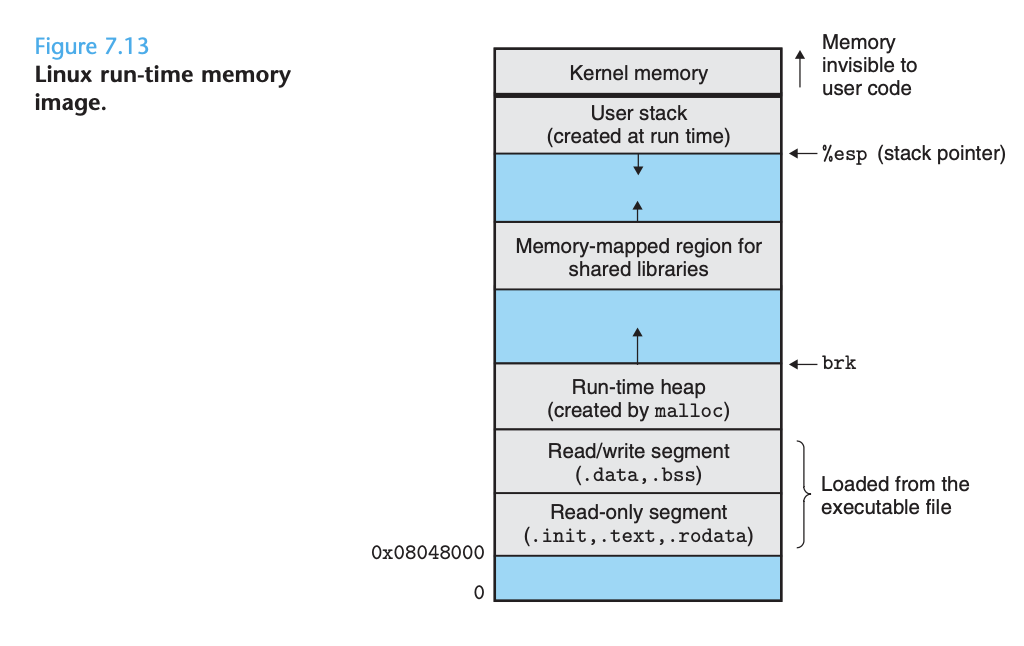 Figure 7.13
Linux run-time memory
image.
Kernel memory
Memory
invisible to
user code
User stack
(created at run time)
%esp (stack pointer)
Memory-mapped region for
shared libraries
brk
Run-time heap
(created by malloc)
Read/write segment
(.data,.bss)
Loaded from the
executable file
Read-only segment
(.init,.text,.rodata)
0x08048000
0